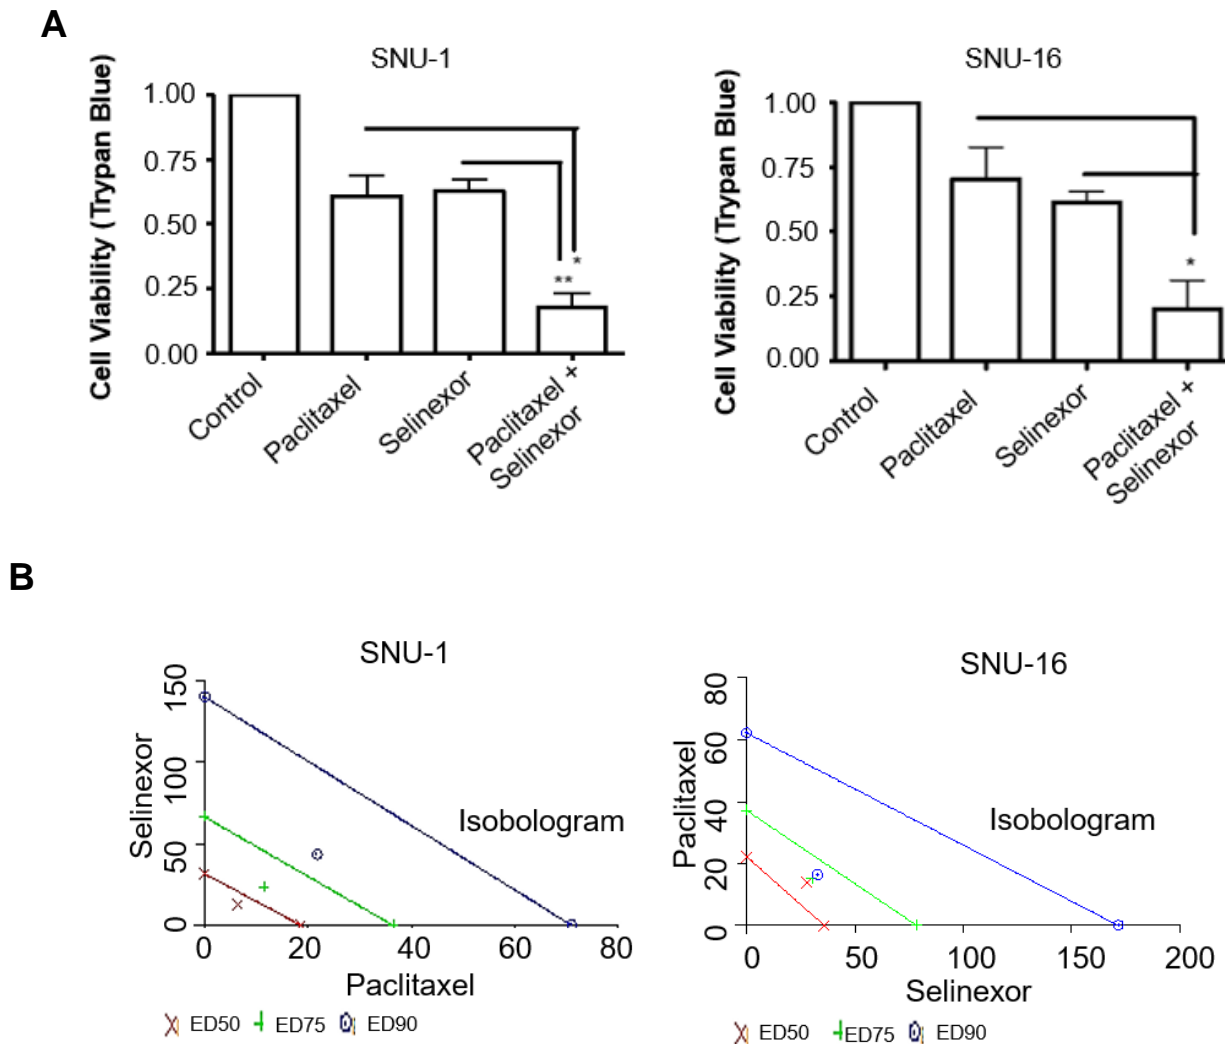 A
SNU-1
Cell Viability (Trypan Blue)
1.00
0.75
0.50
0.25
0.00
*
**
Control
Paclitaxel
Selinexor
Paclitaxel +
Selinexor
SNU-16
Cell Viability (Trypan Blue)
1.00
0.75
0.50
0.25
0.00
*
Control
Paclitaxel
Selinexor
Paclitaxel +
Selinexor
B
SNU-1
Selinexor
150
100
50
0
Isobologram
0 20 40 60 80
Paclitaxel
ED50 ED75 ED90
SNU-16
Paclitaxel
80
60
40
20
0
Isobologram
0 50 100 150 200
Selinexor
ED50 ED75 ED90